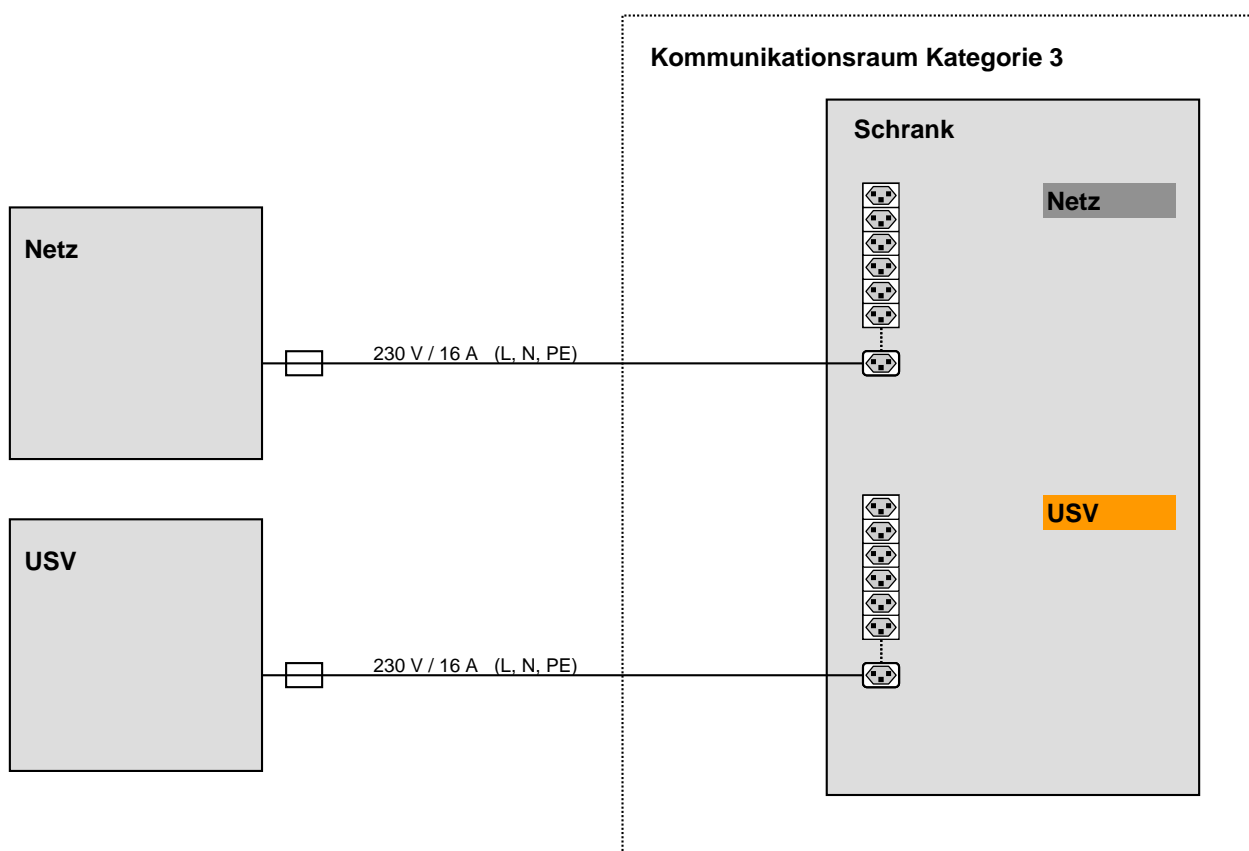 Kommunikationsraum Kategorie 3
Schrank
Netz
Netz
230 V / 16 A (L, N, PE)
USV
USV
230 V / 16 A (L, N, PE)